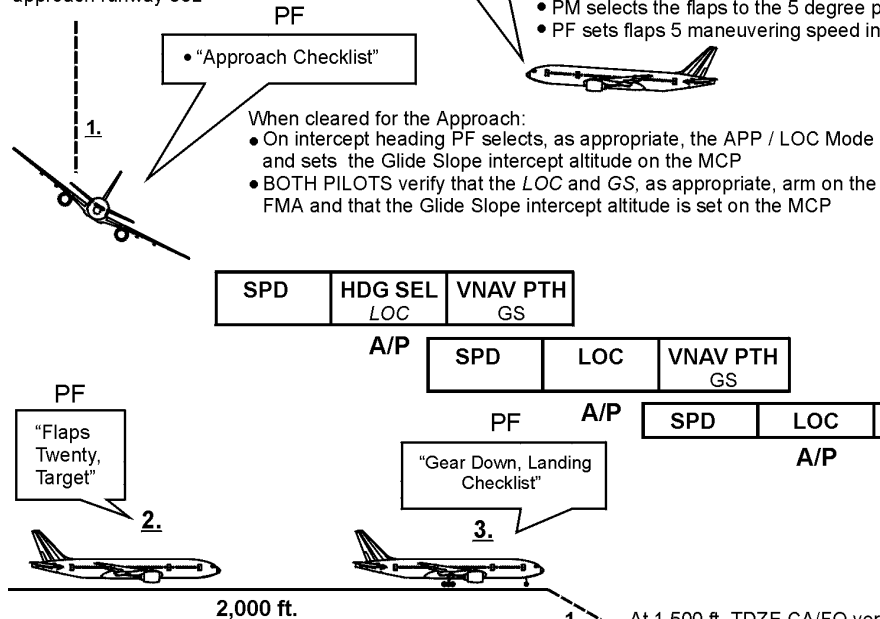 PF
• PM selects the flaps to the 5 degree
• PF sets flaps 5 maneuvering speed
• "Approach Checklist"
1.
When cleared for the Approach:
• On intercept heading PF selects, as appropriate, the APP / LOC Mode
and sets the Glide Slope intercept altitude on the MCP
• BOTH PILOTS verify that the LOC and GS, as appropriate, arm on the
FMA and that the Glide Slope intercept altitude is set on the MCP
SPD HDG SEL VNAV PTH
LOC GS
A/P
SPD LOC VNAV PTH
GS
A/P
SPD LOC
A/P
PF
"Flaps
Twenty,
Target"
2.
PF
"Gear Down, Landing
Checklist"
3.
2,000 ft.